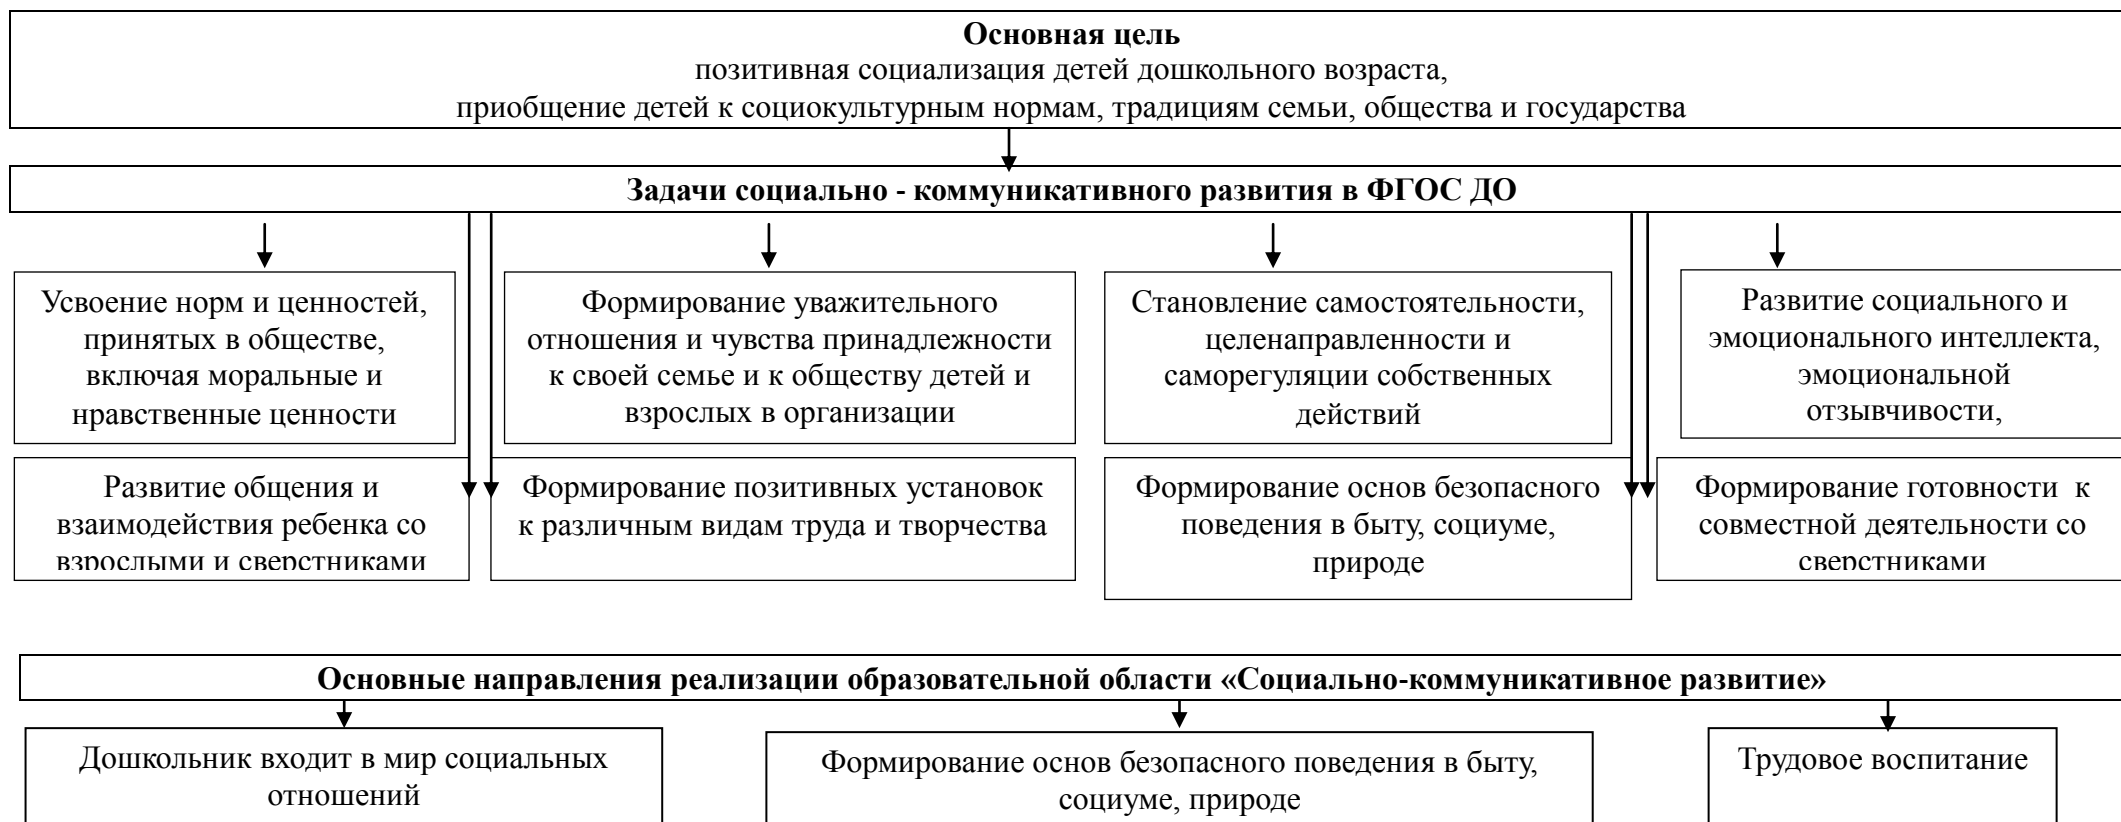 Основная цель
позитивная социализация детей дошкольного возраста,
приобщение детей к социокультурным нормам, традициям семьи, общества и государства
Задачи социально - коммуникативного развития в ФГОС ДО
Усвоение норм и ценностей,
принятых в обществе,
включая моральные и
нравственные ценности
Формирование уважительного
отношения и чувства принадлежности
к своей семье и к обществу детей и
взрослых в организации
Становление самостоятельности,
целенаправленности и
саморегуляции собственных
действий
Развитие социального и
эмоционального интеллекта,
эмоциональной
отзывчивости,
Развитие общения и
взаимодействия ребенка со
взрослыми и сверстниками
Формирование позитивных установок
к различным видам труда и творчества
Формирование основ безопасного
поведения в быту, социуме,
природе
Формирование готовности к
совместной деятельности со
сверстниками
Основные направления реализации образовательной области «Социально-коммуникативное развитие»
Дошкольник входит в мир социальных
отношений
Формирование основ безопасного поведения в быту,
социуме, природе
Трудовое воспитание